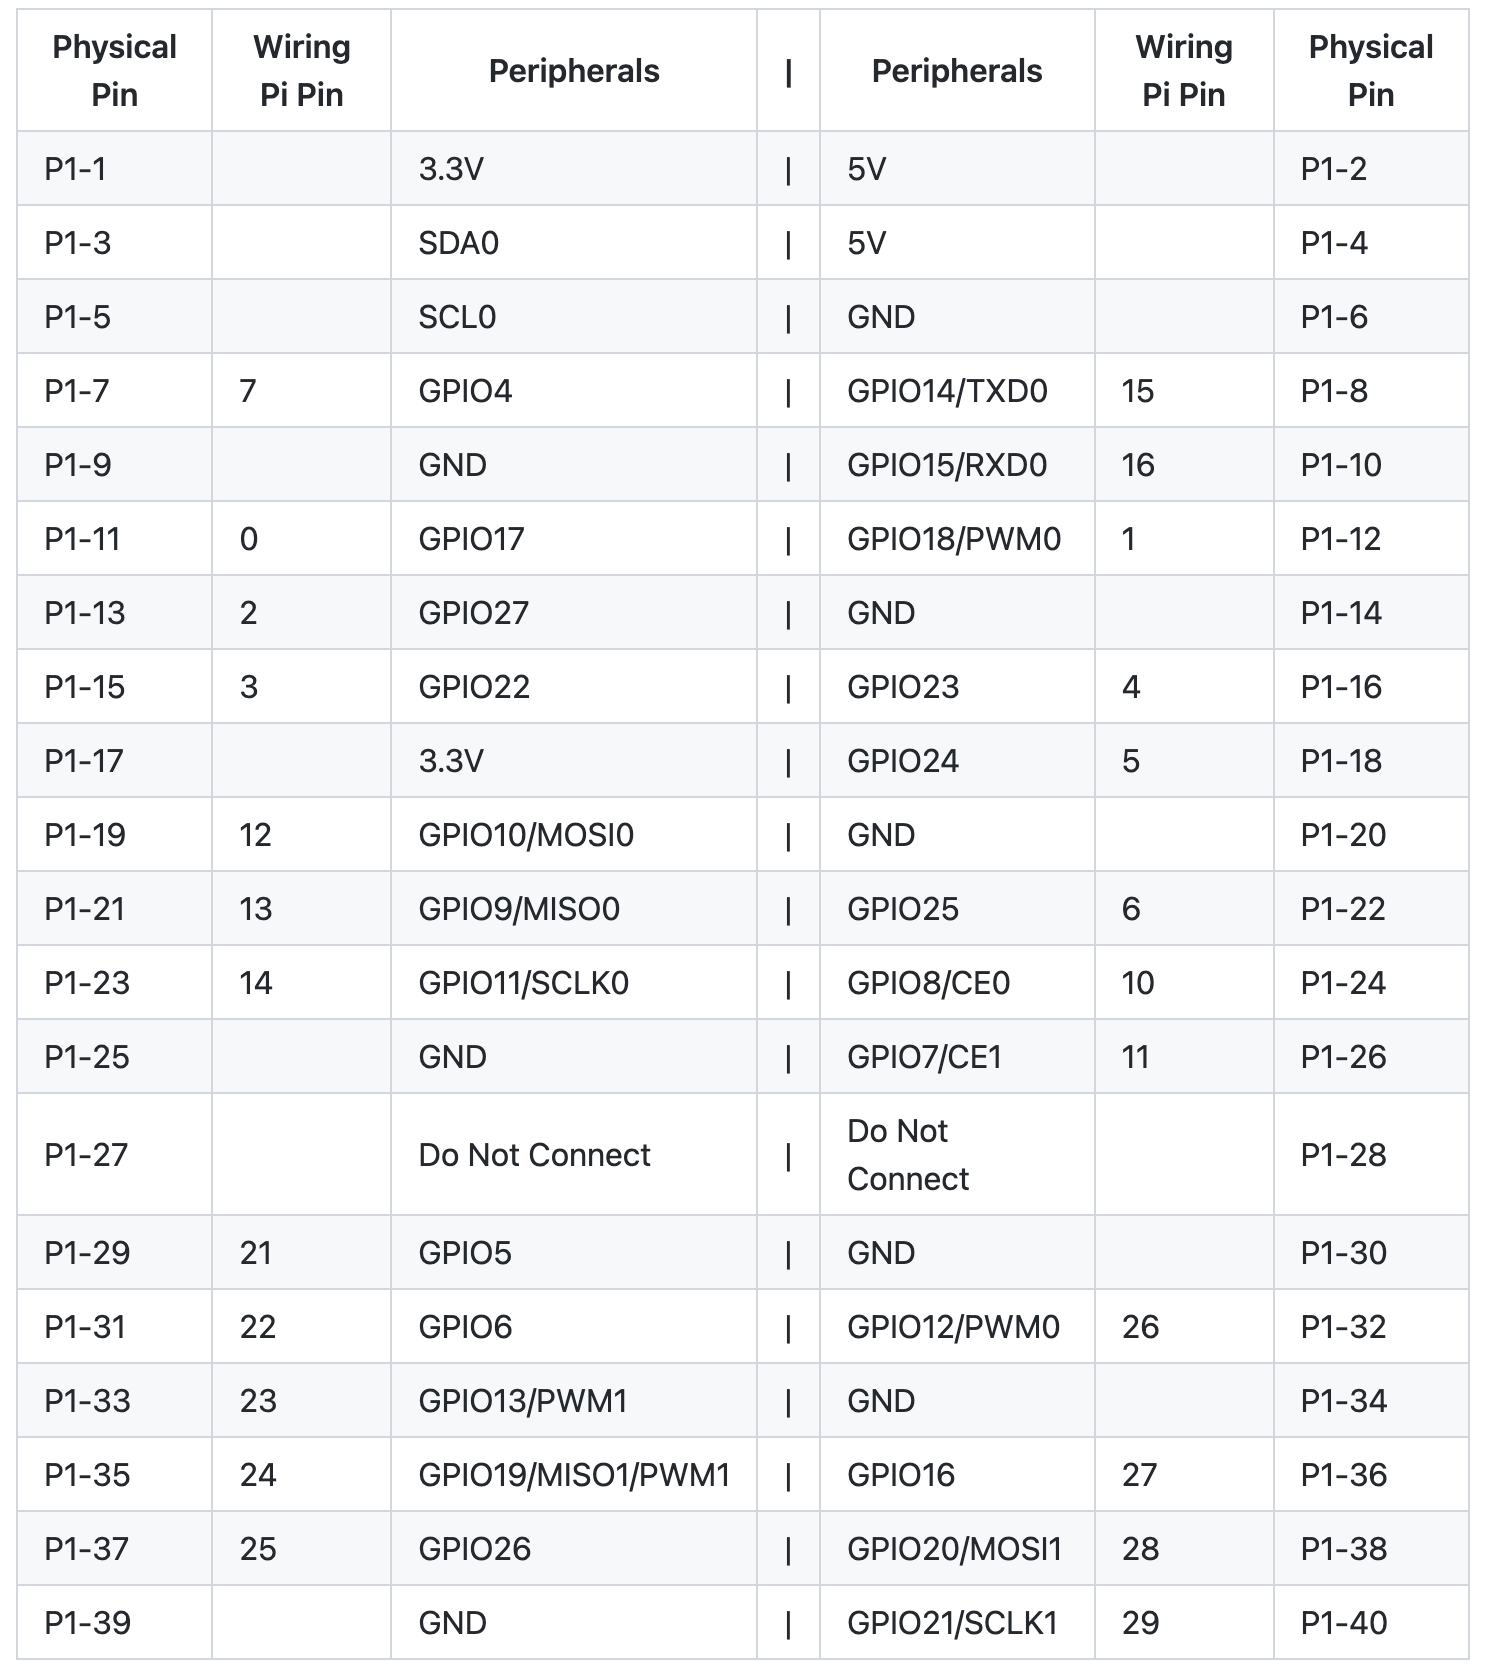 Physical Pin | Wiring Pi Pin | Peripherals | | | Peripherals | Wiring Pi Pin | Physical Pin
P1-1 3.3V | 5V P1-2
P1-3 SDA0 | 5V P1-4
P1-5 SCL0 | GND P1-6
P1-7 7 GPIO4 | GPIO14/TXD0 15 P1-8
P1-9 GND | GPIO15/RXD0 16 P1-10
P1-11 0 GPIO17 | GPIO18/PWM0 1 P1-12
P1-13 2 GPIO27 | GND P1-14
P1-15 3 GPIO22 | GPIO23 4 P1-16
P1-17 3.3V | GPIO24 5 P1-18
P1-19 12 GPIO10/MOSI0 | GND P1-20
P1-21 13 GPIO9/MISO0 | GPIO25 6 P1-22
P1-23 14 GPIO11/SCLK0 | GPIO8/CE0 10 P1-24
P1-25 GND | GPIO7/CE1 11 P1-26
P1-27 Do Not Connect | Do Not Connect P1-28
P1-29 21 GPIO5 | GND P1-30
P1-31 22 GPIO6 | GPIO12/PWM0 26 P1-32
P1-33 23 GPIO13/PWM1 | GND P1-34
P1-35 24 GPIO19/MISO1/PWM1 | GPIO16 27 P1-36
P1-37 25 GPIO26 | GPIO20/MOSI1 28 P1-38
P1-39 GND | GPIO21/SCLK1 29 P1-40